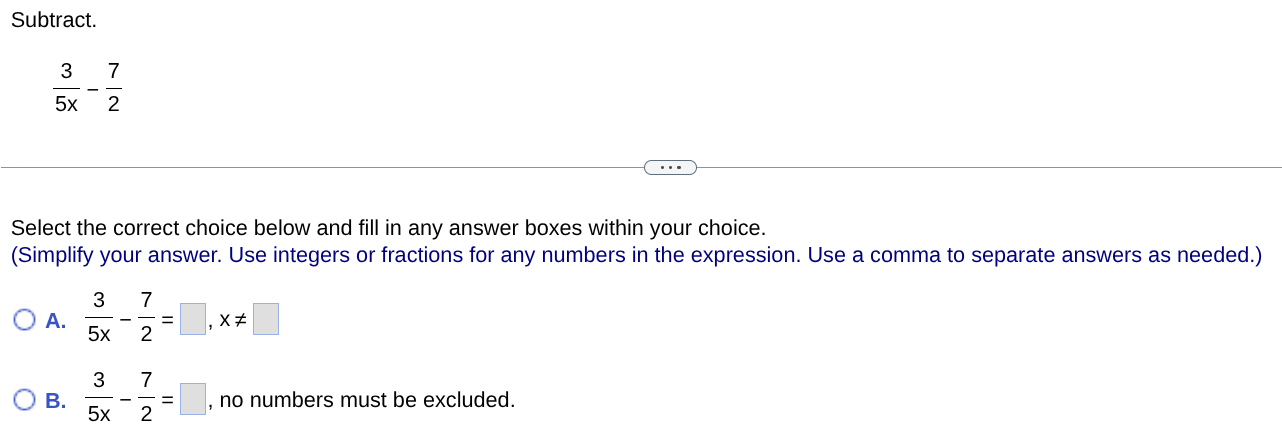 Subtract.
3/5x − 7/2
Select the correct choice below and fill in any answer boxes within your choice.
(Simplify your answer. Use integers or fractions for any numbers in the expression. Use a comma to separate answers as needed.)
A. 3/5x − 7/2 = , x ≠
B. 3/5x − 7/2 = , no numbers must be excluded.